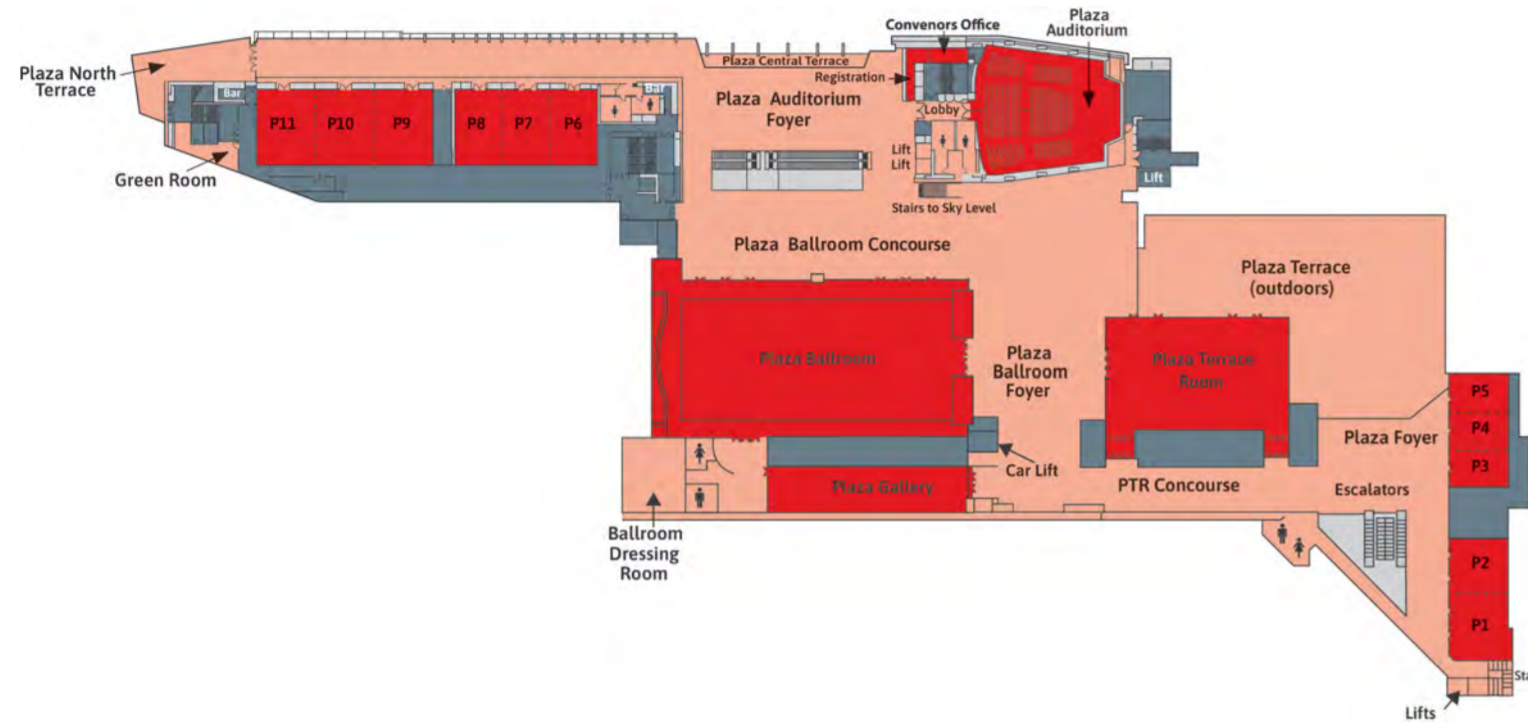 Convenors Office
Plaza
Auditorium
Plaza North
Terrace
Plaza Central Terrace
Registration
Bar
Bar
Plaza Auditorium
Foyer
Lobby
P11
P10
P9
P8
P7
P6
Lift
Lift
Lift
Green Room
Stairs to Sky Level
Plaza Ballroom Concourse
Plaza Terrace
(outdoors)
Plaza Ballroom
Plaza
Ballroom
Foyer
Plaza Terrace
Room
P5
P4
P3
Plaza Foyer
Car Lift
Plaza Gallery
PTR Concourse
Escalators
Ballroom
Dressing
Room
P2
P1
Sta
Lifts